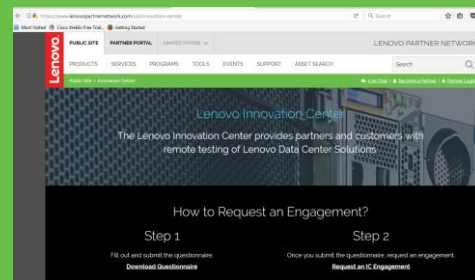 https://www.lenovopartnernetwork.com/us/innovation-center
Search
Most Visited Cisco WebEx Free Trial... Getting Started
Lenovo
PUBLIC SITE PARTNER PORTAL UNITED STATES
LENOVO PARTNER NETWORK
PRODUCTS SERVICES PROGRAMS TOOLS EVENTS SUPPORT ASSET SEARCH
Search
Public Site > Innovation Center
Live Chat | Become a Partner | Partner Login
Lenovo Innovation Center
The Lenovo Innovation Center provides partners and customers with
remote testing of Lenovo Data Center Solutions
How to Request an Engagement?
Step 1 Step 2
Fill out and submit the questionnaire. Once you submit the questionnaire, request an engagement.
Download Questionnaire Request an IC Engagement